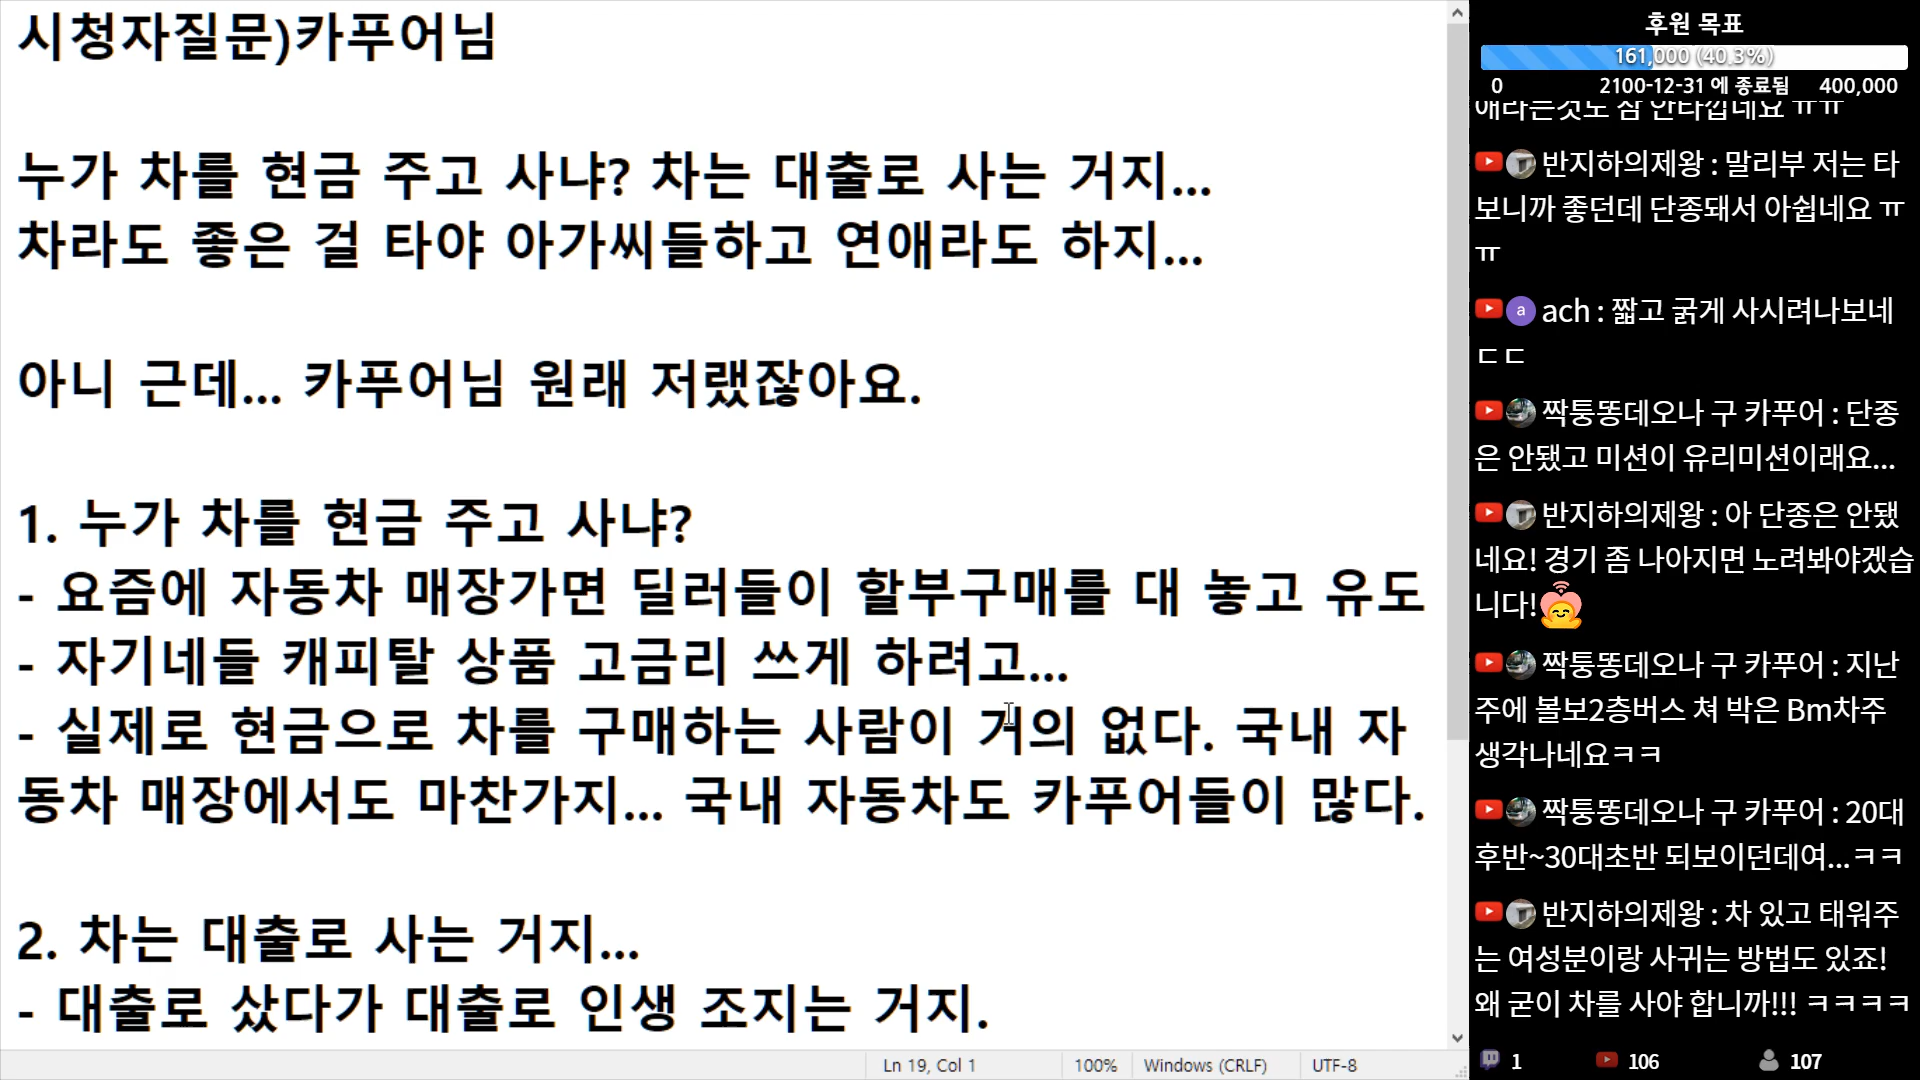 시청자질문)카푸어님
누가 차를 현금 주고 사냐? 차는 대출로 사는 거지...
차라도 좋은 걸 타야 아가씨들하고 연애라도 하지...
아니 근데... 카푸어님 원래 저랬잖아요.
1. 누가 차를 현금 주고 사냐?
- 요즘에 자동차 매장가면 딜러들이 할부구매를 대 놓고 유도
- 자기네들 캐피탈 상품 고금리 쓰게 하려고...
- 실제로 현금으로 차를 구매하는 사람이 거의 없다. 국내 자
동차 매장에서도 마찬가지... 국내 자동차도 카푸어들이 많다.
2. 차는 대출로 사는 거지...
- 대출로 샀다가 대출로 인생 조지는 거지.
Ln 19, Col 1
100%
Windows (CRLF)
UTF-8
후원 목표
161,000 (40.3%)
0 2100-12-31 에 종료됨 400,000
애라는것도 참 안타깝네요 ㅠㅠ
반지하의제왕 : 말리부 저는 타
보니까 좋던데 단종돼서 아쉽네요 ㅠ
ㅠ
a ach : 짧고 굵게 사시려나보네
ㄷㄷ
짝퉁똥데오나 구 카푸어 : 단종
은 안됐고 미션이 유리미션이래요...
반지하의제왕 : 아 단종은 안됐
네요! 경기 좀 나아지면 노려봐야겠습
니다!
짝퉁똥데오나 구 카푸어 : 지난
주에 볼보2층버스 쳐 박은 Bm차주
생각나네요ㅋㅋ
짝퉁똥데오나 구 카푸어 : 20대
후반~30대초반 되보이던데여...ㅋㅋ
반지하의제왕 : 차 있고 태워주
는 여성분이랑 사귀는 방법도 있죠!
왜 굳이 차를 사야 합니까!!! ㅋㅋㅋㅋ
1 106 107